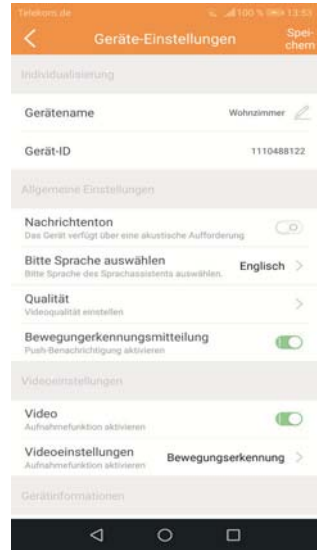 Telekom.de 100 % 13:53
Geräte-Einstellungen
Spei-
chern
Individualisierung
Gerätename Wohnzimmer
Gerät-ID 1110488122
Allgemeine Einstellungen
Nachrichtenton
Das Gerät verfügt über eine akustische Aufforderung
Bitte Sprache auswählen Englisch
Bitte Sprache des Sprachassistents auswählen.
Qualität
Videoqualität einstellen
Bewegungerkennungsmitteilung
Push-Benachrichtigung aktivieren
Videoeinstellungen
Video
Aufnahmefunktion aktivieren
Videoeinstellungen Bewegungserkennung
Aufnahmefunktion aktivieren
Gerätinformationen